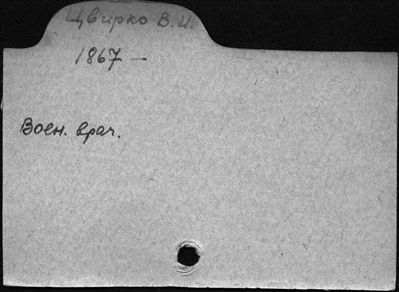 Цвирко В. И.
1867 —
Воен. врач.